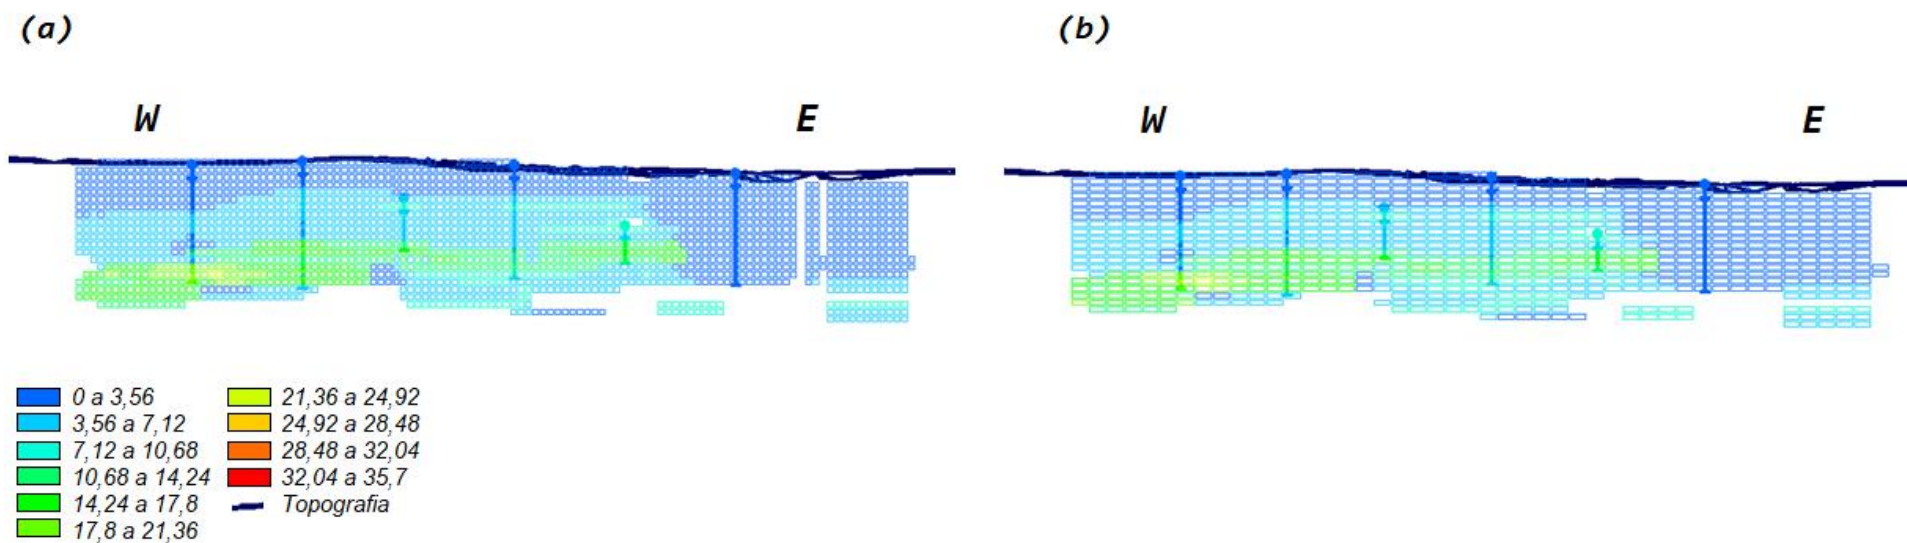 (a)
(b)
W
E
W
E
0 a 3,56
3,56 a 7,12
7,12 a 10,68
10,68 a 14,24
14,24 a 17,8
17,8 a 21,36
21,36 a 24,92
24,92 a 28,48
28,48 a 32,04
32,04 a 35,7
Topografia